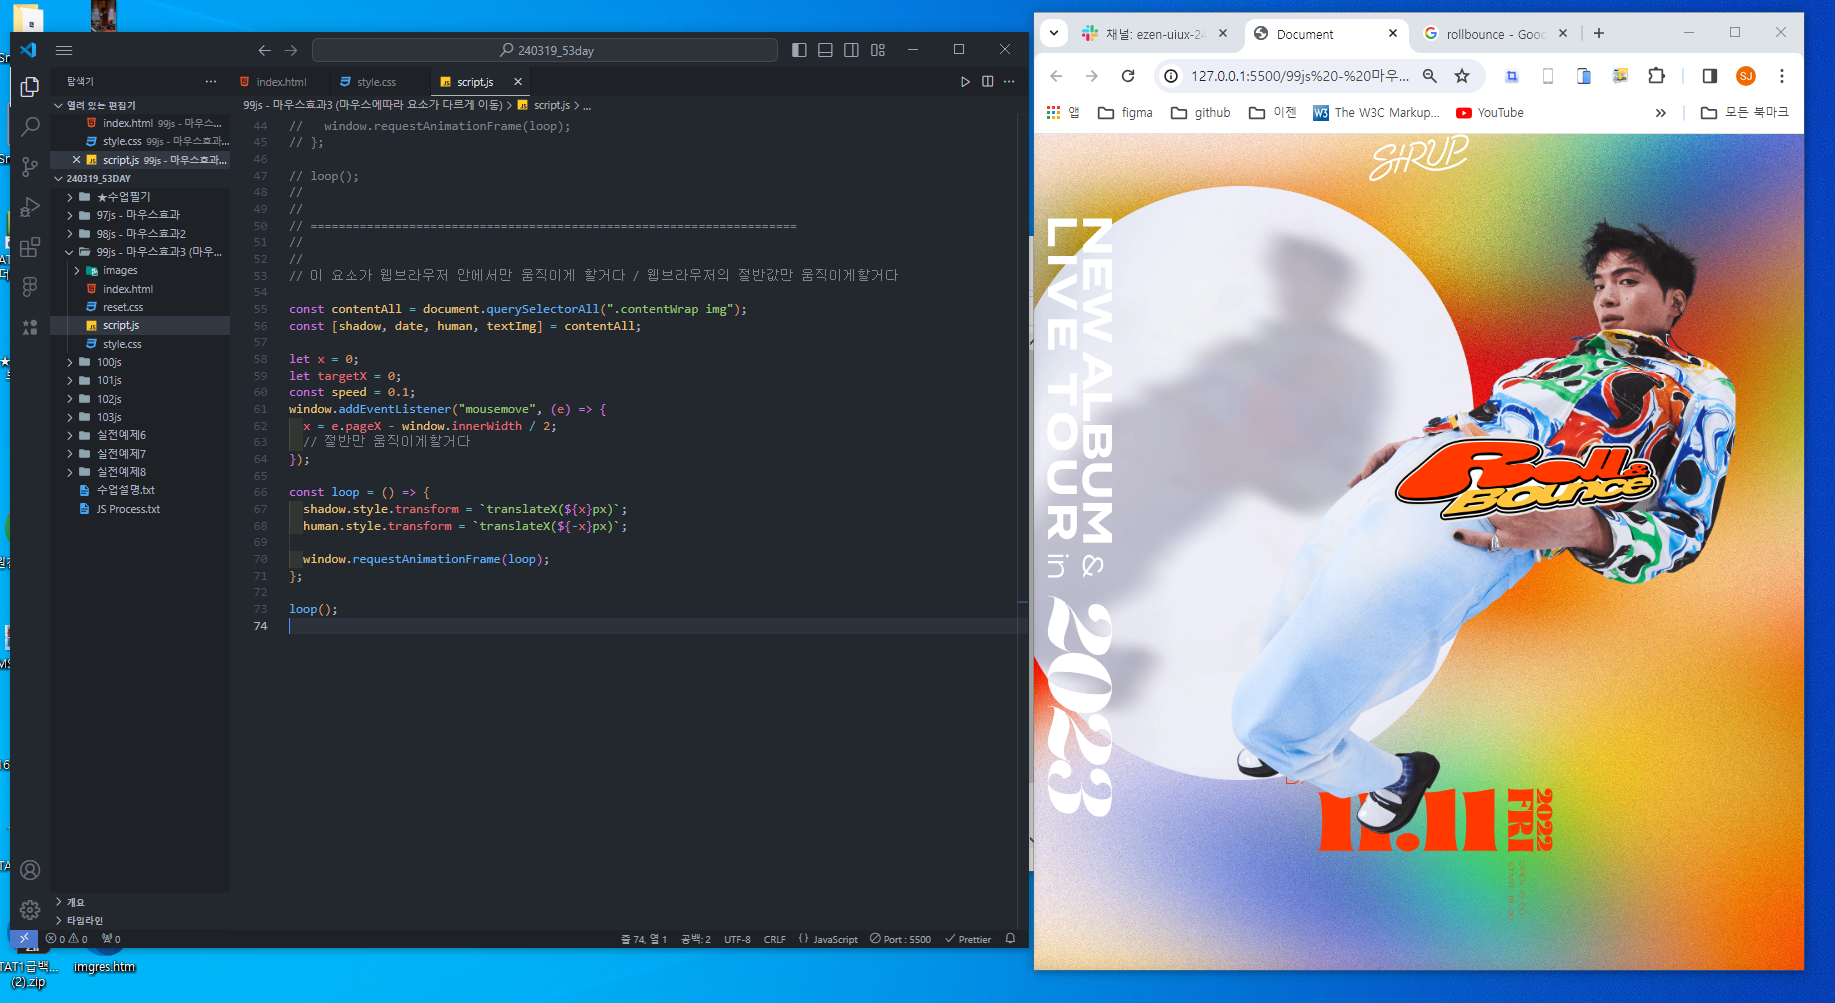 240319_53day
탐색기
index.html
style.css
script.js
열려 있는 편집기
99js - 마우스효과3 (마우스에따라 요소가 다르게 이동) > script.js > ...
index.html 99js - 마우스...
style.css 99js - 마우스효과...
script.js 99js - 마우스효과...
240319_53DAY
★수업필기
97js - 마우스효과
98js - 마우스효과2
99js - 마우스효과3 (마우...
images
index.html
reset.css
script.js
style.css
100js
101js
102js
103js
실전예제6
실전예제7
실전예제8
수업설명.txt
JS Process.txt
개요
타임라인
44 //   window.requestAnimationFrame(loop);
45 // };
46
47 // loop();
48 //
49 //
50 // =====================================================================
51 //
52 //
53 // 이 요소가 웹브라우저 안에서만 움직이게 할거다 / 웹브라우저의 절반값만 움직이게할거다
54
55 const contentAll = document.querySelectorAll(".contentWrap img");
56 const [shadow, date, human, textImg] = contentAll;
57
58 let x = 0;
59 let targetX = 0;
60 const speed = 0.1;
61 window.addEventListener("mousemove", (e) => {
62   x = e.pageX - window.innerWidth / 2;
63   // 절반만 움직이게할거다
64 });
65
66 const loop = () => {
67   shadow.style.transform = `translateX(${x}px)`;
68   human.style.transform = `translateX(${-x}px)`;
69
70   window.requestAnimationFrame(loop);
71 };
72
73 loop();
74
0 0 0
줄 74, 열 1
공백: 2
UTF-8
CRLF
{} JavaScript
Port : 5500
Prettier
imgres.htm
TAT1급백...
(2).zip
채널: ezen-uiux-24
Document
rollbounce - Goo
127.0.0.1:5500/99js%20-%20마우...
SJ
앱
figma
github
이젠
W3 The W3C Markup...
YouTube
모든 북마크
SIRUP
NEW ALBUM &
LIVE TOUR in
2023
Roll &
Bounce
11.11
2022
FRI